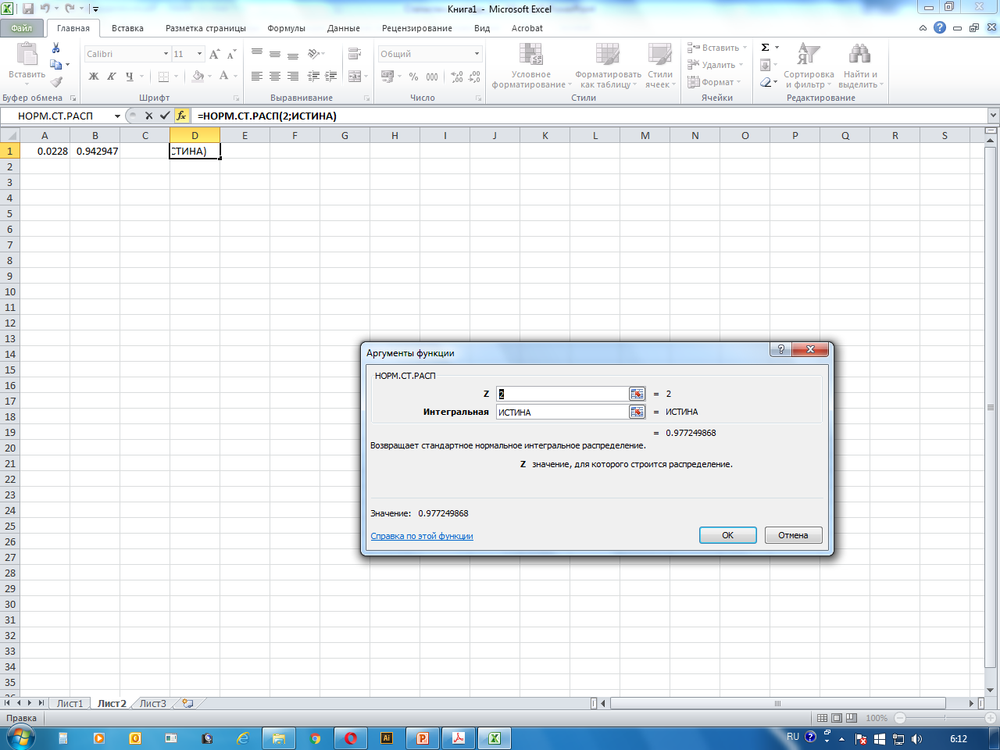 Книга1 - Microsoft Excel
Файл Главная Вставка Разметка страницы Формулы Данные Рецензирование Вид Acrobat
Вставить
Буфер обмена
Calibri 11
Ж К Ч А
Шрифт
Выравнивание
Общий
% 000
Число
Условное форматирование
Форматировать как таблицу
Стили ячеек
Стили
Вставить
Удалить
Формат
Ячейки
Σ
Сортировка и фильтр
Найти и выделить
Редактирование
НОРМ.СТ.РАСП fx =НОРМ.СТ.РАСП(2;ИСТИНА)
A B C D E F G H I J K L M N O P Q R S
1 0.0228 0.942947 СТИНА)
2
3
4
5
6
7
8
9
10
11
12
13
14
15
16
17
18
19
20
21
22
23
24
25
26
27
28
29
30
31
32
33
34
35
Аргументы функции
НОРМ.СТ.РАСП
Z 2 = 2
Интегральная ИСТИНА = ИСТИНА
= 0.977249868
Возвращает стандартное нормальное интегральное распределение.
Z значение, для которого строится распределение.
Значение: 0.977249868
Справка по этой функции
ОК Отмена
Лист1 Лист2 Лист3
Правка 100%
RU 6:12